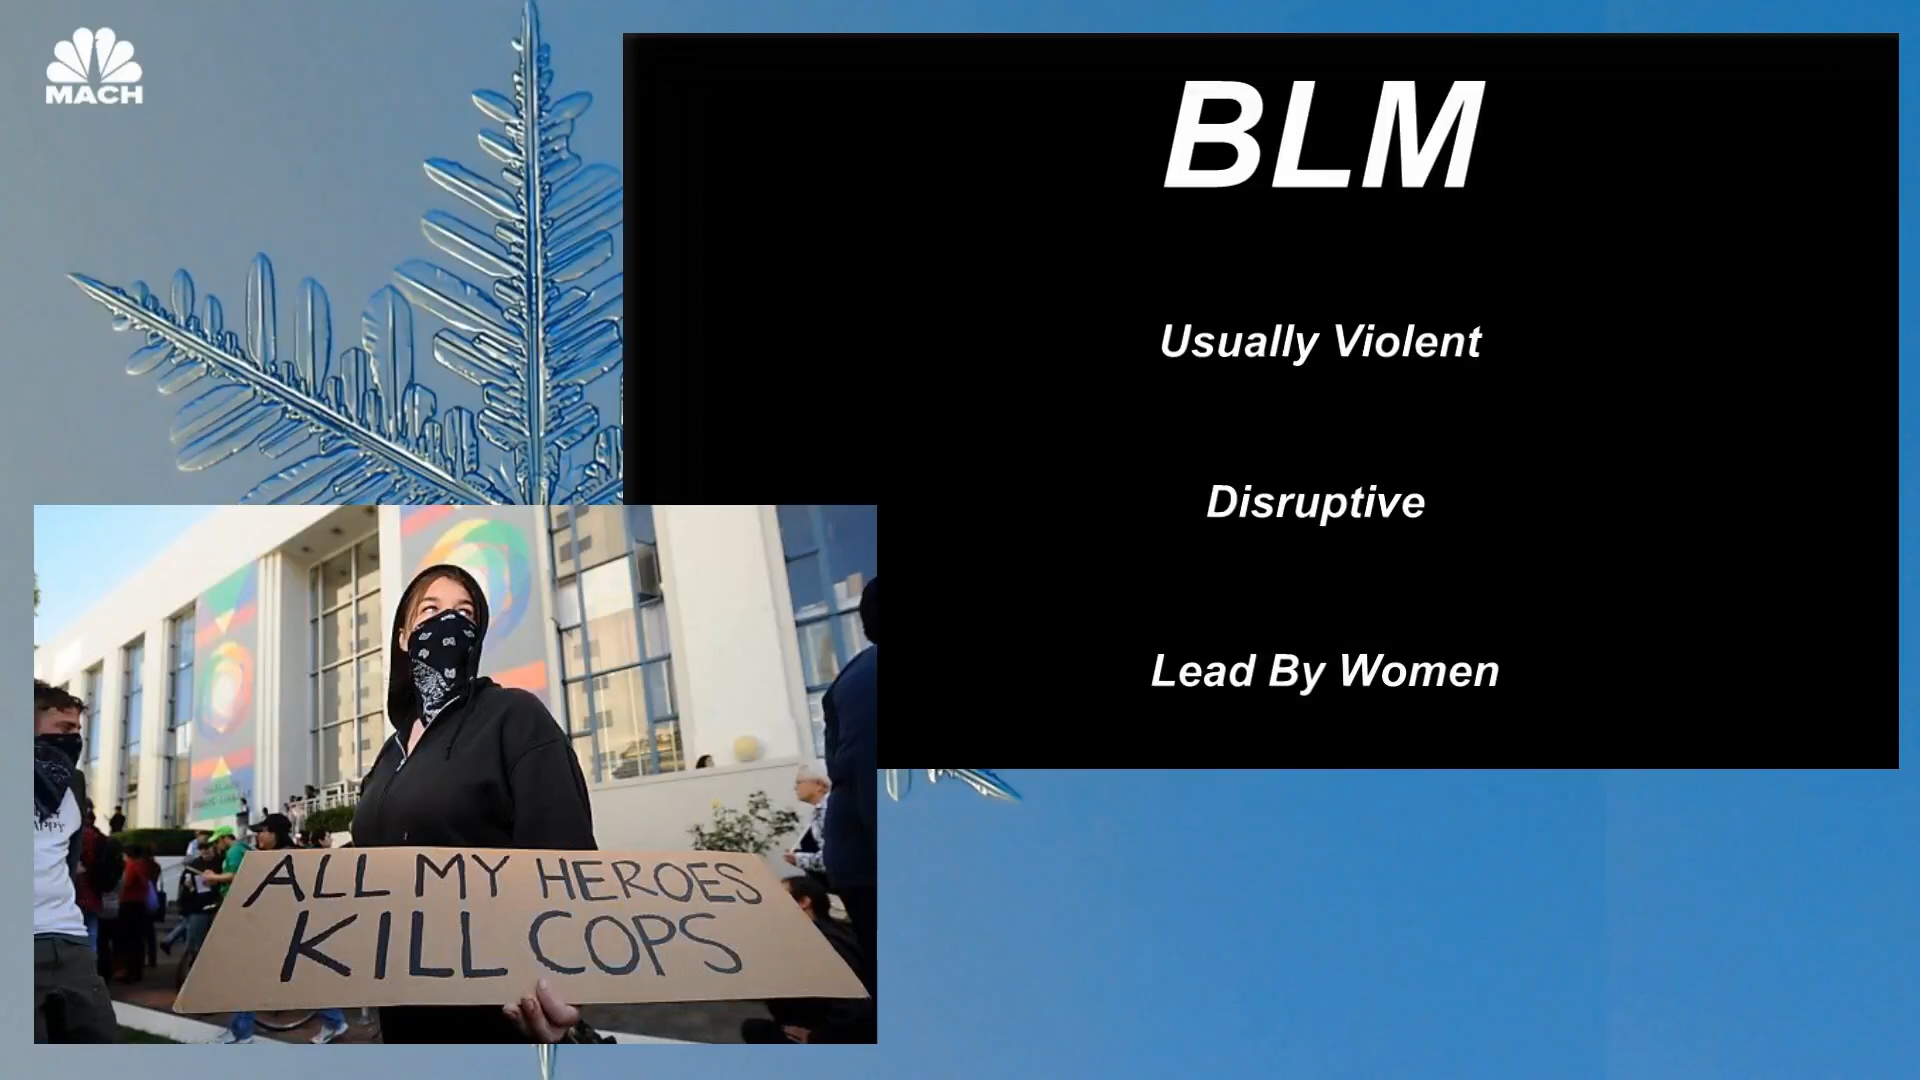 MACH
BLM
Usually Violent
Disruptive
Lead By Women
ALL MY HEROES
KILL COPS